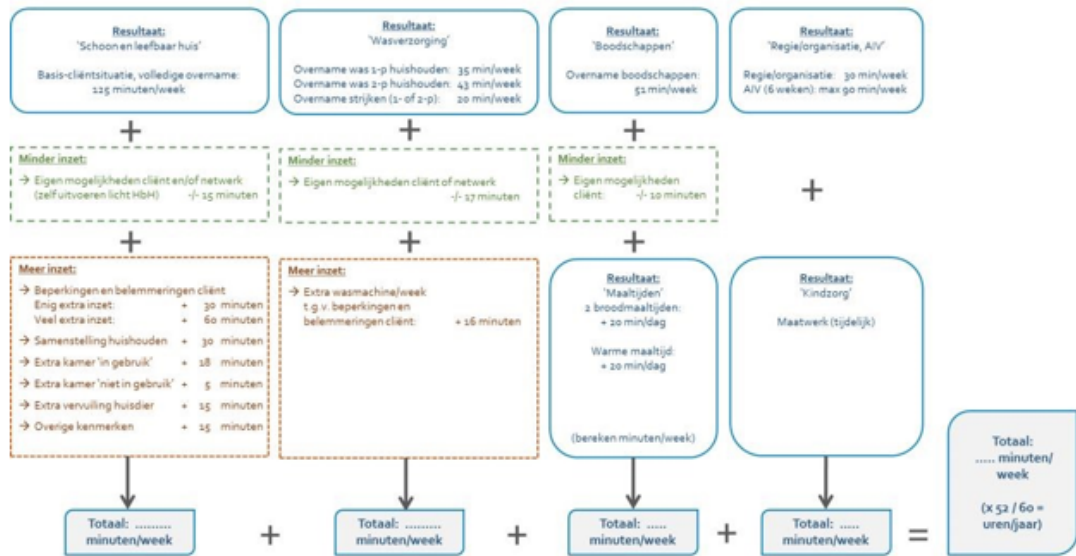 Resultaat:
'Schoon en leefbaar huis'
Basis-cliëntsituatie, volledige overname:
125 minuten/week
Resultaat:
'Wasverzorging'
Overname was 1-p huishouden: 35 min/week
Overname was 2-p huishouden: 43 min/week
Overname strijken (1- of 2-p): 20 min/week
Resultaat:
'Boodschappen'
Overname boodschappen:
51 min/week
Resultaat:
'Regie/organisatie, AIV'
Regie/organisatie: 30 min/week
AIV (6 weken): max 90 min/week
+
+
+
Minder inzet:
→ Eigen mogelijkheden cliënt en/of netwerk
(zelf uitvoeren licht HbH) -/- 15 minuten
Minder inzet:
→ Eigen mogelijkheden cliënt of netwerk
-/- 17 minuten
Minder inzet:
→ Eigen mogelijkheden
cliënt: -/- 10 minuten
+
+
+
+
Meer inzet:
→ Beperkingen en belemmeringen cliënt
Enig extra inzet: + 30 minuten
Veel extra inzet: + 60 minuten
→ Samenstelling huishouden + 30 minuten
→ Extra kamer 'in gebruik' + 18 minuten
→ Extra kamer 'niet in gebruik' + 5 minuten
→ Extra vervuiling huisdier + 15 minuten
→ Overige kenmerken + 15 minuten
Meer inzet:
→ Extra wasmachine/week
t.g.v. beperkingen en
belemmeringen cliënt: + 16 minuten
Resultaat:
'Maaltijden'
2 broodmaaltijden:
+ 20 min/dag
Warme maaltijd:
+ 20 min/dag
(bereken minuten/week)
Resultaat:
'Kindzorg'
Maatwerk (tijdelijk)
Totaal: .........
minuten/week
+
Totaal: .........
minuten/week
+
Totaal: .....
minuten/week
+
Totaal: .....
minuten/week
=
Totaal:
..... minuten/
week
(x 52 / 60 =
uren/jaar)